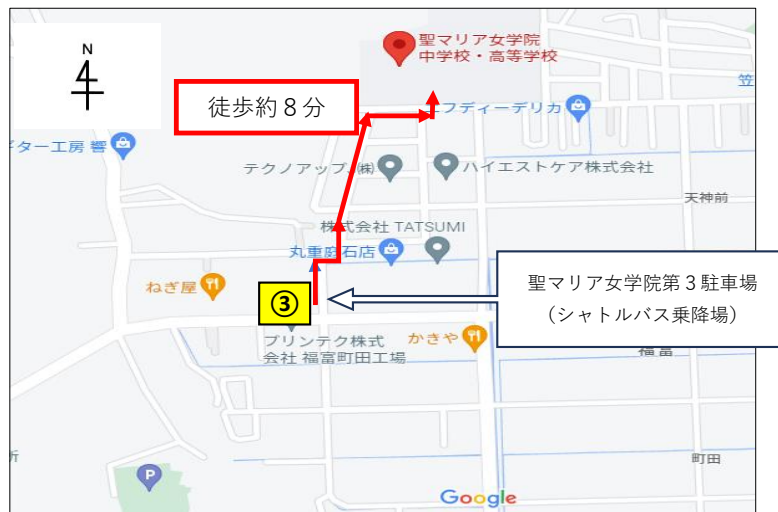 N
聖マリア女学院
中学校・高等学校
笠
徒歩約8分
エフディーデリカ
ギター工房 響
テクノアップ(株)
ハイエストケア株式会社
天神前
株式会社 TATSUMI
丸重庭石店
ねぎ屋
聖マリア女学院第3駐車場
(シャトルバス乗降場)
③
プリンテク株式
会社 福富町田工場
かきや
福富
所
町田
P
Google